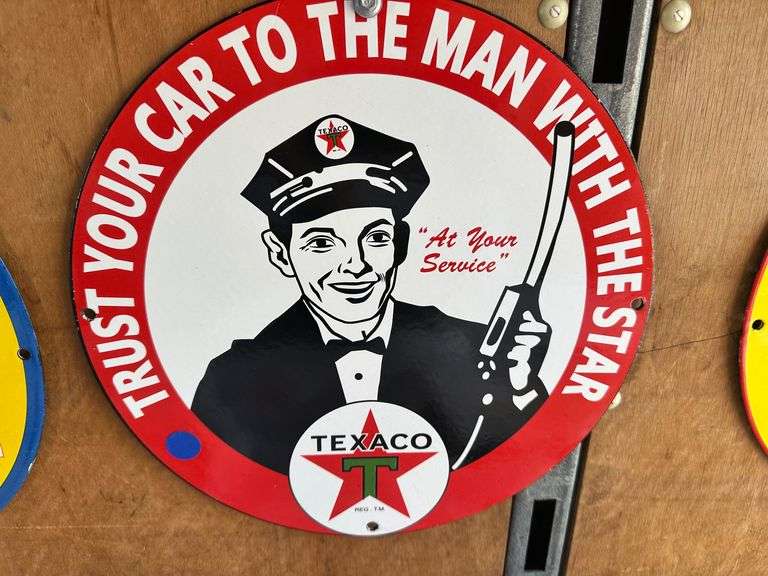 TRUST YOUR CAR TO THE MAN WITH THE STAR
TEXACO
T
"At Your
Service"
TEXACO
T
REG. T.M.